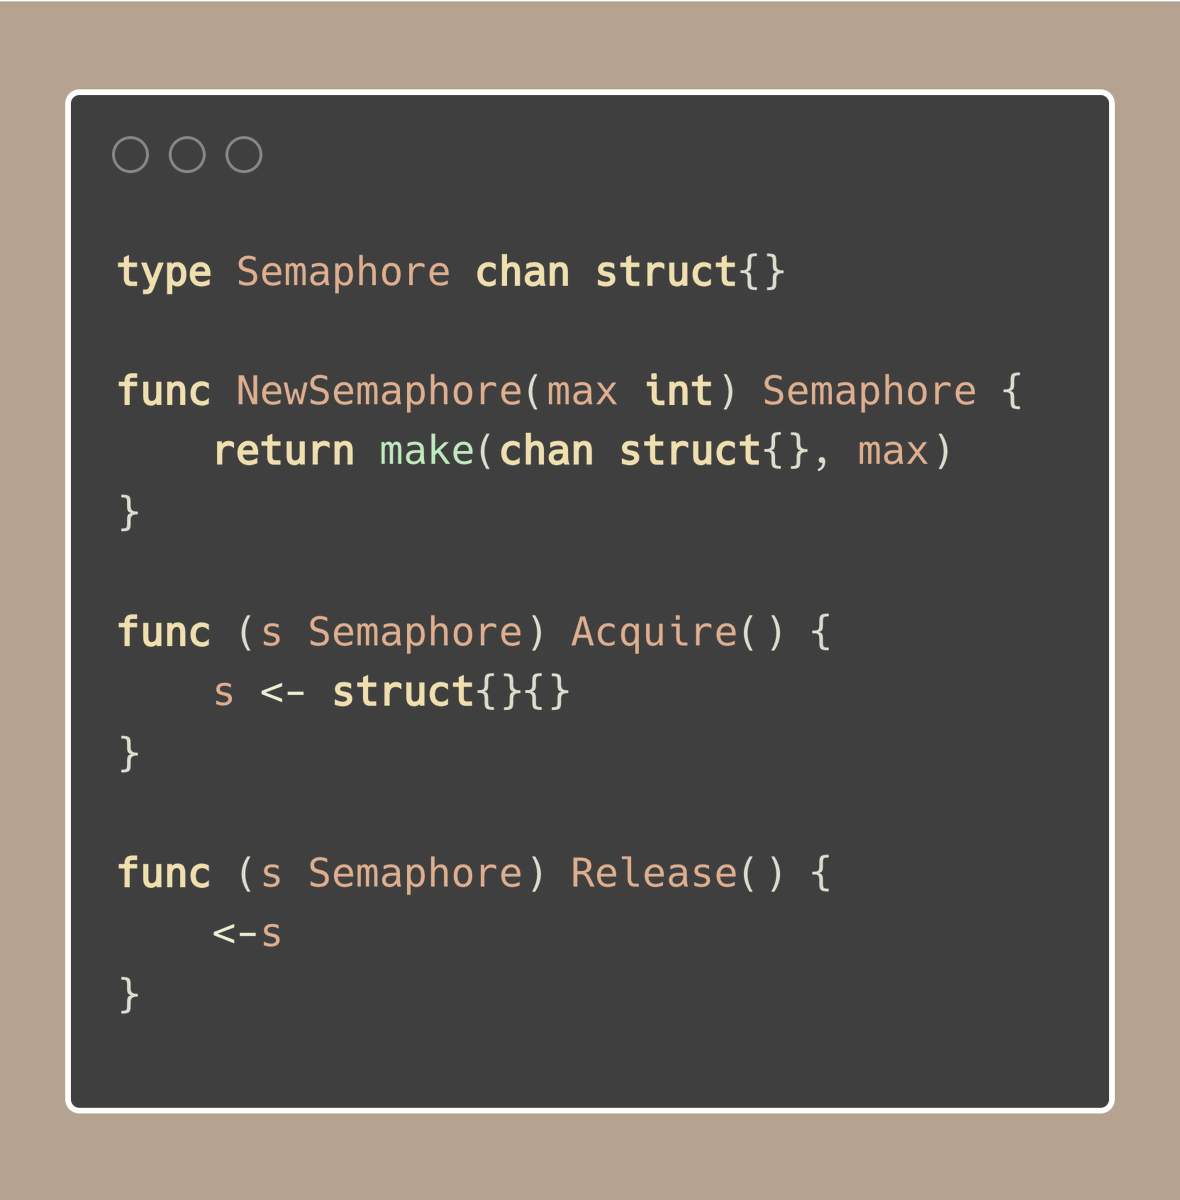 type Semaphore chan struct{}
func NewSemaphore(max int) Semaphore {
    return make(chan struct{}, max)
}
func (s Semaphore) Acquire() {
    s <- struct{}{}
}
func (s Semaphore) Release() {
    <-s
}